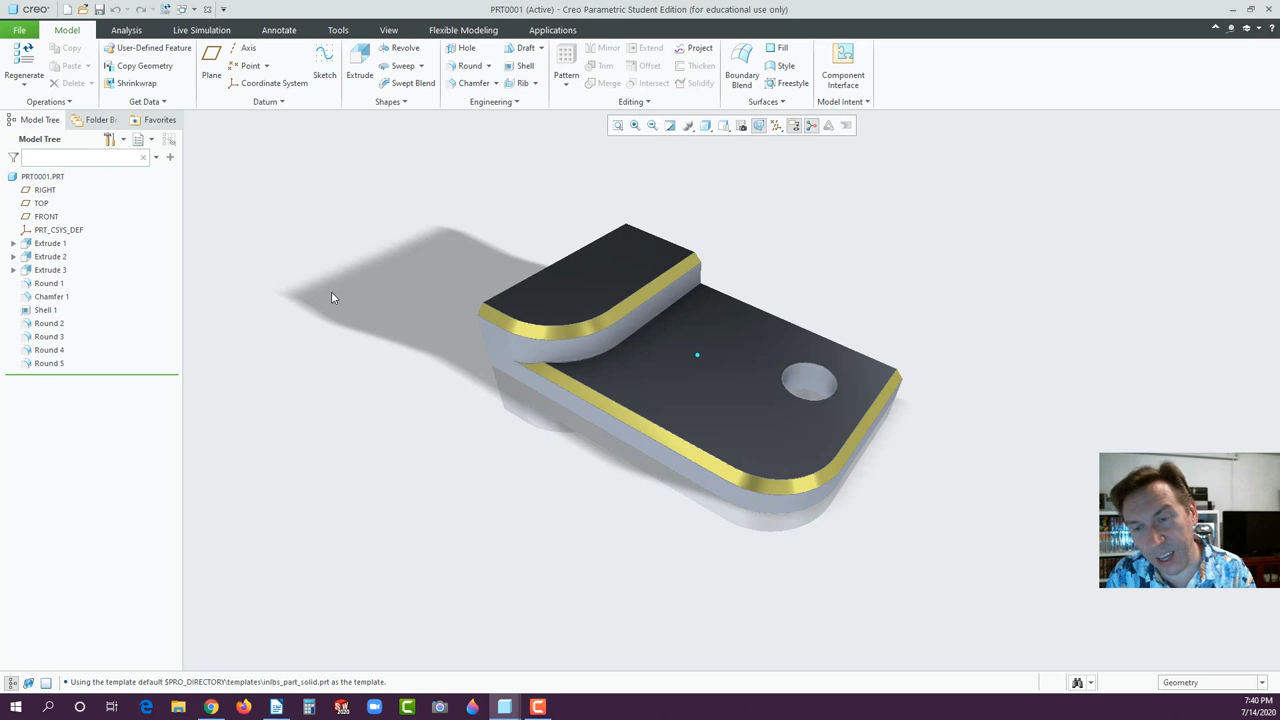 creo PRT0001 (Active) - Creo Parametric Student Edition (for educational use only)
File Model Analysis Live Simulation Annotate Tools View Flexible Modeling Applications
Copy User-Defined Feature Axis Revolve Hole Draft Mirror Extend Project Fill
Paste Copy Geometry Point Sweep Round Shell Trim Offset Thicken Style
Regenerate Plane Sketch Extrude Pattern Boundary Blend Component Interface
Delete Shrinkwrap Coordinate System Swept Blend Chamfer Rib Merge Intersect Solidify Freestyle
Operations Get Data Datum Shapes Engineering Editing Surfaces Model Intent
Model Tree Folder B Favorites
Model Tree
PRT0001.PRT
RIGHT
TOP
FRONT
PRT_CSYS_DEF
Extrude 1
Extrude 2
Extrude 3
Round 1
Chamfer 1
Shell 1
Round 2
Round 3
Round 4
Round 5
• Using the template default $PRO_DIRECTORY\templates\inlbs_part_solid.prt as the template.
Geometry
7:40 PM
7/14/2020